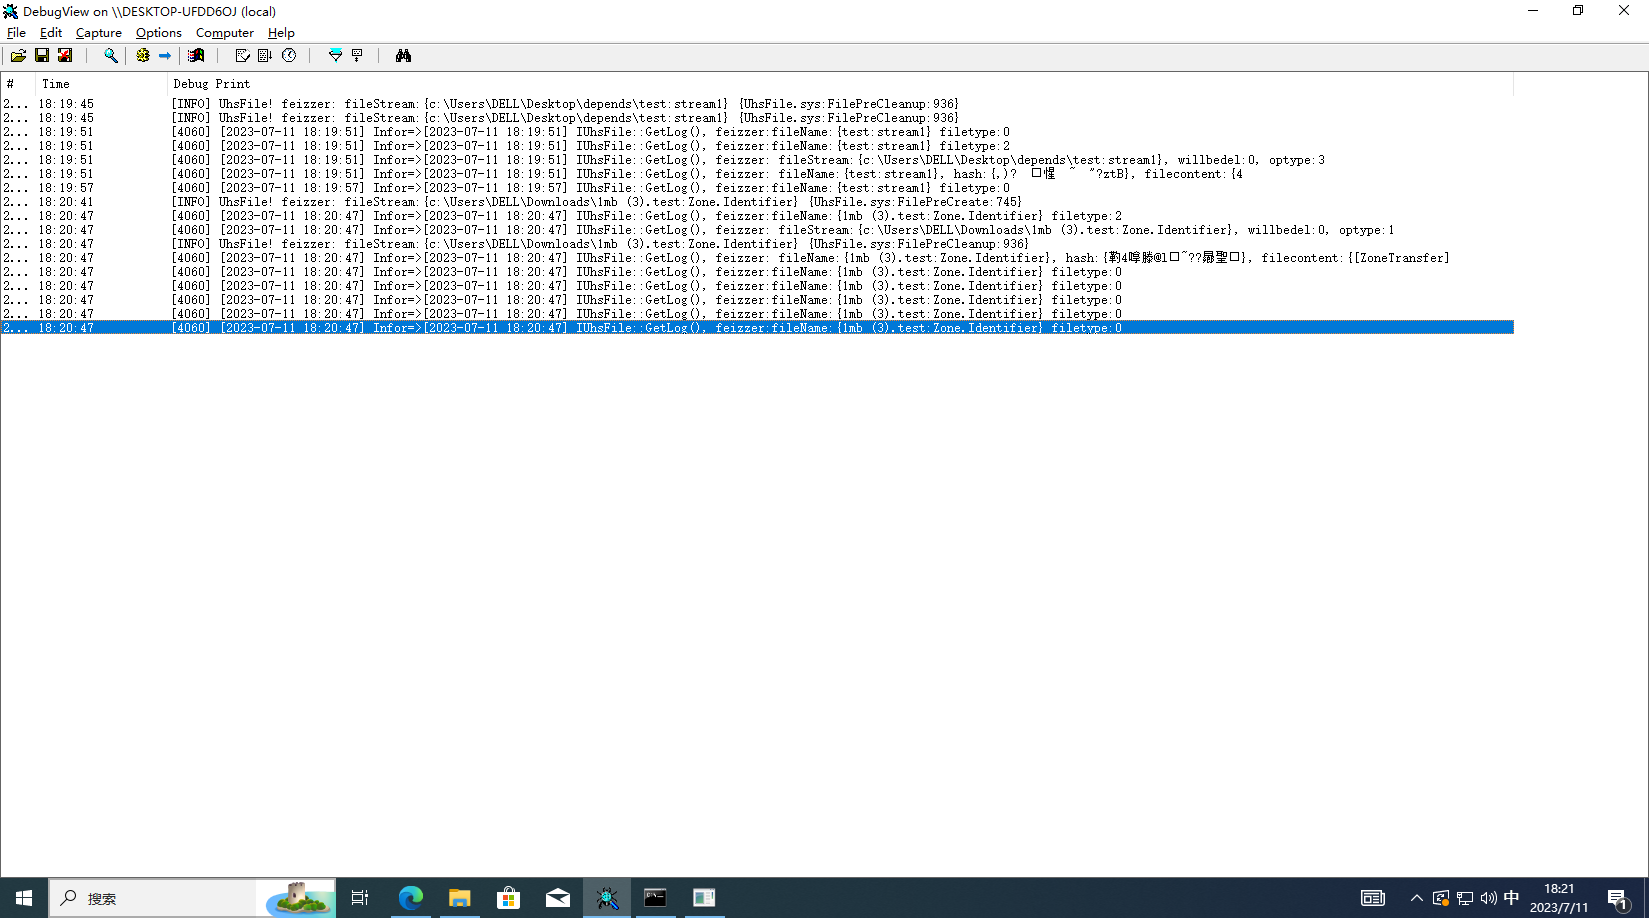 DebugView on \\DESKTOP-UFDD6OJ (local)
File Edit Capture Options Computer Help
# Time Debug Print
2... 18:19:45 [INFO] UhsFile! feizzer: fileStream:{c:\Users\DELL\Desktop\depends\test:stream1} {UhsFile.sys:FilePreCleanup:936}
2... 18:19:45 [INFO] UhsFile! feizzer: fileStream:{c:\Users\DELL\Desktop\depends\test:stream1} {UhsFile.sys:FilePreCleanup:936}
2... 18:19:51 [4060] [2023-07-11 18:19:51] Infor=>[2023-07-11 18:19:51] IUhsFile::GetLog(), feizzer:fileName:{test:stream1} filetype:0
2... 18:19:51 [4060] [2023-07-11 18:19:51] Infor=>[2023-07-11 18:19:51] IUhsFile::GetLog(), feizzer:fileName:{test:stream1} filetype:2
2... 18:19:51 [4060] [2023-07-11 18:19:51] Infor=>[2023-07-11 18:19:51] IUhsFile::GetLog(), feizzer: fileStream:{c:\Users\DELL\Desktop\depends\test:stream1}, willbedel:0, optype:3
2... 18:19:51 [4060] [2023-07-11 18:19:51] Infor=>[2023-07-11 18:19:51] IUhsFile::GetLog(), feizzer: fileName:{test:stream1}, hash:{,)? ~ "?ztB}, filecontent:{4
2... 18:19:57 [4060] [2023-07-11 18:19:57] Infor=>[2023-07-11 18:19:57] IUhsFile::GetLog(), feizzer:fileName:{test:stream1} filetype:0
2... 18:20:41 [INFO] UhsFile! feizzer: fileStream:{c:\Users\DELL\Downloads\1mb (3).test:Zone.Identifier} {UhsFile.sys:FilePreCreate:745}
2... 18:20:47 [4060] [2023-07-11 18:20:47] Infor=>[2023-07-11 18:20:47] IUhsFile::GetLog(), feizzer:fileName:{1mb (3).test:Zone.Identifier} filetype:2
2... 18:20:47 [4060] [2023-07-11 18:20:47] Infor=>[2023-07-11 18:20:47] IUhsFile::GetLog(), feizzer: fileStream:{c:\Users\DELL\Downloads\1mb (3).test:Zone.Identifier}, willbedel:0, optype:1
2... 18:20:47 [INFO] UhsFile! feizzer: fileStream:{c:\Users\DELL\Downloads\1mb (3).test:Zone.Identifier} {UhsFile.sys:FilePreCleanup:936}
2... 18:20:47 [4060] [2023-07-11 18:20:47] Infor=>[2023-07-11 18:20:47] IUhsFile::GetLog(), feizzer: fileName:{1mb (3).test:Zone.Identifier}, hash: filecontent:{[ZoneTransfer]
2... 18:20:47 [4060] [2023-07-11 18:20:47] Infor=>[2023-07-11 18:20:47] IUhsFile::GetLog(), feizzer:fileName:{1mb (3).test:Zone.Identifier} filetype:0
2... 18:20:47 [4060] [2023-07-11 18:20:47] Infor=>[2023-07-11 18:20:47] IUhsFile::GetLog(), feizzer:fileName:{1mb (3).test:Zone.Identifier} filetype:0
2... 18:20:47 [4060] [2023-07-11 18:20:47] Infor=>[2023-07-11 18:20:47] IUhsFile::GetLog(), feizzer:fileName:{1mb (3).test:Zone.Identifier} filetype:0
2... 18:20:47 [4060] [2023-07-11 18:20:47] Infor=>[2023-07-11 18:20:47] IUhsFile::GetLog(), feizzer:fileName:{1mb (3).test:Zone.Identifier} filetype:0
2... 18:20:47 [4060] [2023-07-11 18:20:47] Infor=>[2023-07-11 18:20:47] IUhsFile::GetLog(), feizzer:fileName:{1mb (3).test:Zone.Identifier} filetype:0
搜索
中
18:21
2023/7/11
1